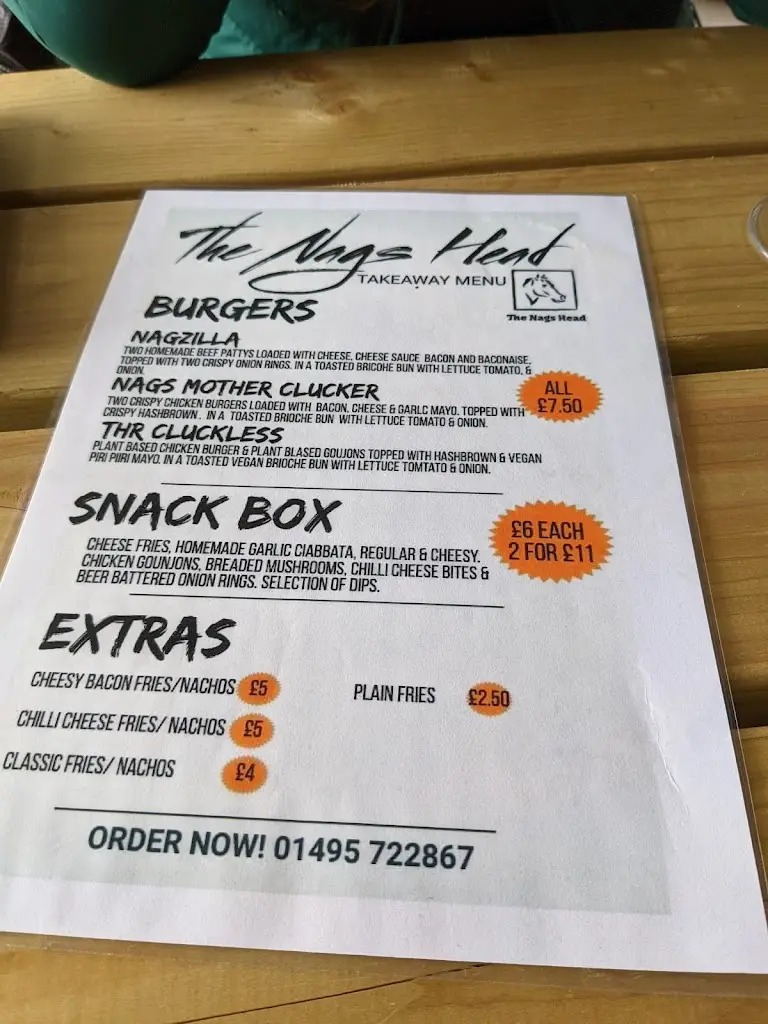 The Nags Head
TAKEAWAY MENU
The Nags Head
BURGERS
NAGZILLA
TWO HOMEMADE BEEF PATTYS LOADED WITH CHEESE, CHEESE SAUCE BACON AND BACONAISE,
TOPPED WITH TWO CRISPY ONION RINGS. IN A TOASTED BRICOHE BUN WITH LETTUCE TOMATO, &
ONION.
NAGS MOTHER CLUCKER
TWO CRISPY CHICKEN BURGERS LOADED WITH BACON, CHEESE & GARLC MAYO. TOPPED WITH
CRISPY HASHBROWN. IN A TOASTED BRIOCHE BUN WITH LETTUCE TOMATO & ONION.
ALL
£7.50
THR CLUCKLESS
PLANT BASED CHICKEN BURGER & PLANT BLASED GOUJONS TOPPED WITH HASHBROWN & VEGAN
PIRI PIIRI MAYO. IN A TOASTED VEGAN BRIOCHE BUN WITH LETTUCE TOMTATO & ONION.
SNACK BOX
£6 EACH
2 FOR £11
CHEESE FRIES, HOMEMADE GARLIC CIABBATA, REGULAR & CHEESY.
CHICKEN GOUNJONS, BREADED MUSHROOMS, CHILLI CHEESE BITES &
BEER BATTERED ONION RINGS. SELECTION OF DIPS.
EXTRAS
CHEESY BACON FRIES/NACHOS £5
PLAIN FRIES £2.50
CHILLI CHEESE FRIES/ NACHOS £5
CLASSIC FRIES/ NACHOS £4
ORDER NOW! 01495 722867